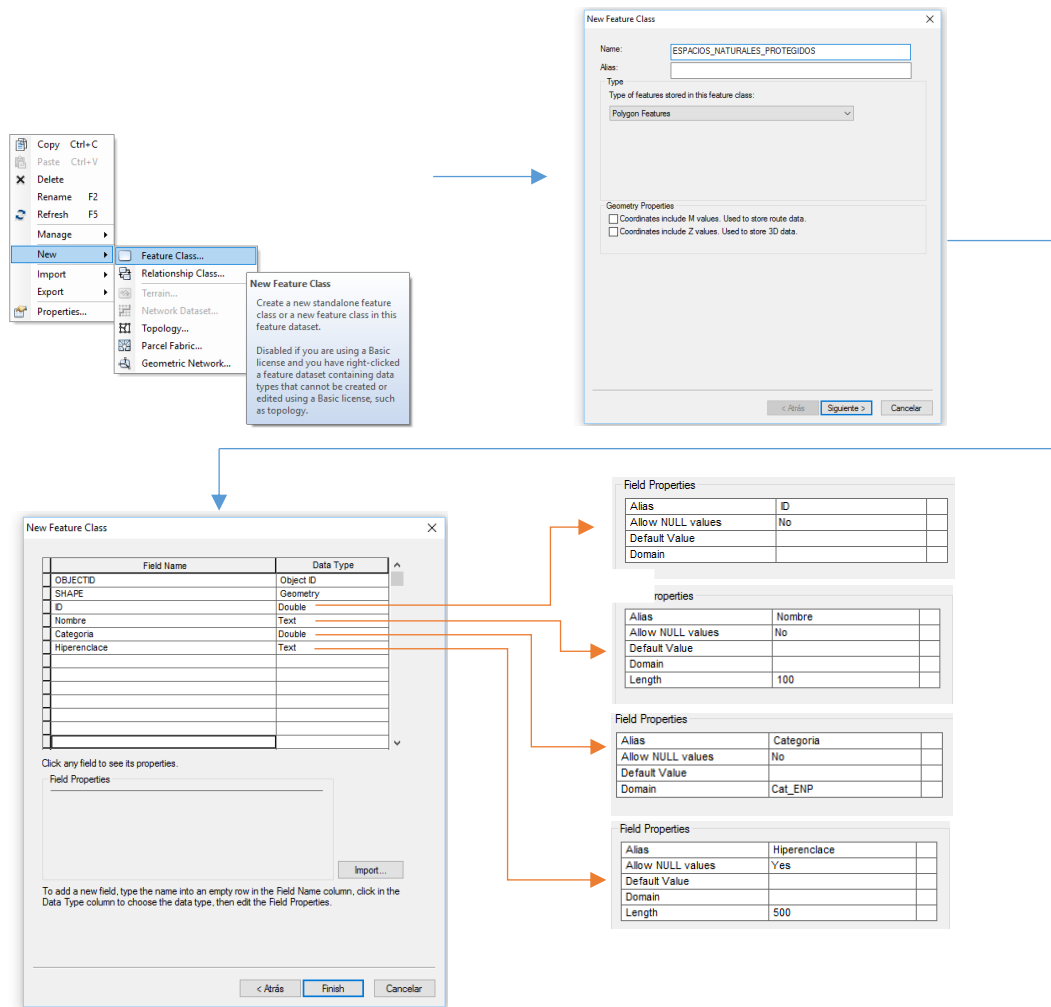 Copy Ctrl+C
Paste Ctrl+V
Delete
Rename F2
Refresh F5
Manage
New
Import
Export
Properties...
Feature Class...
Relationship Class...
Terrain...
Network Dataset...
Topology...
Parcel Fabric...
Geometric Network...
New Feature Class
Create a new standalone feature
class or a new feature class in this
feature dataset.
Disabled if you are using a Basic
license and you have right-clicked
a feature dataset containing data
types that cannot be created or
edited using a Basic license, such
as topology.
New Feature Class
Name: ESPACIOS_NATURALES_PROTEGIDOS
Alias:
Type
Type of features stored in this feature class:
Polygon Features
Geometry Properties
Coordinates include M values. Used to store route data.
Coordinates include Z values. Used to store 3D data.
< Atrás Siguiente > Cancelar
New Feature Class
Field Name Data Type
OBJECTID Object ID
SHAPE Geometry
ID Double
Nombre Text
Categoria Double
Hiperenclace Text
Click any field to see its properties.
Field Properties
Import...
To add a new field, type the name into an empty row in the Field Name column, click in the
Data Type column to choose the data type, then edit the Field Properties.
< Atrás Finish Cancelar
Field Properties
Alias ID
Allow NULL values No
Default Value
Domain
roperties
Alias Nombre
Allow NULL values No
Default Value
Domain
Length 100
Field Properties
Alias Categoria
Allow NULL values No
Default Value
Domain Cat_ENP
Field Properties
Alias Hiperenclace
Allow NULL values Yes
Default Value
Domain
Length 500